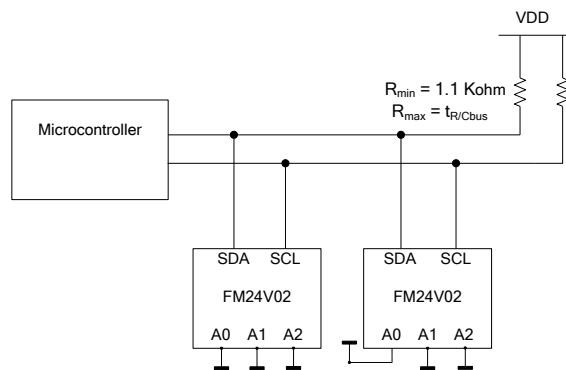 VDD
Rmin = 1.1 Kohm
Rmax = tR/Cbus
Microcontroller
SDA SCL
FM24V02
A0 A1 A2
SDA SCL
FM24V02
A0 A1 A2